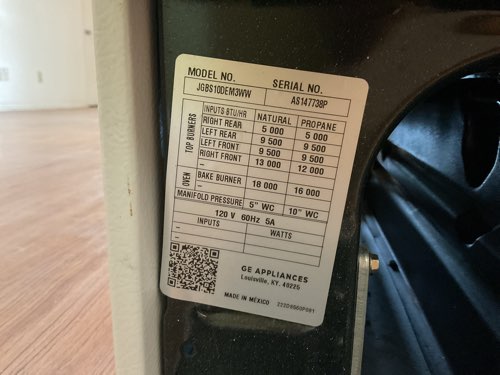 MODEL NO. SERIAL NO.
JGBS10DEM3WW AS147738P
TOP BURNERS
INPUTS BTU/HR NATURAL PROPANE
RIGHT REAR 5 000 5 000
LEFT REAR 9 500 9 500
LEFT FRONT 9 500 9 500
RIGHT FRONT 13 000 12 000
–
OVEN
BAKE BURNER 18 000 16 000
–
MANIFOLD PRESSURE 5" WC 10" WC
120 V 60Hz 5A
INPUTS WATTS
–
–
GE APPLIANCES
Louisville, KY. 40225
MADE IN MÉXICO